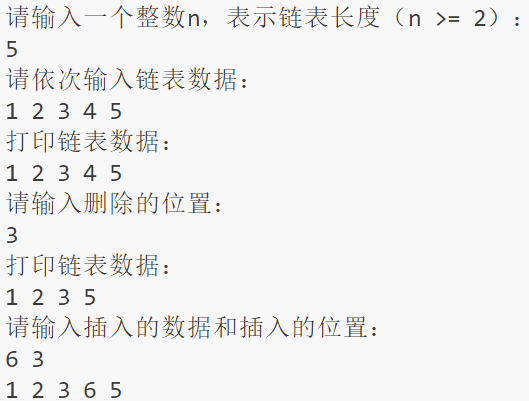 请输入一个整数n，表示链表长度（n >= 2）：
5
请依次输入链表数据：
1 2 3 4 5
打印链表数据：
1 2 3 4 5
请输入删除的位置：
3
打印链表数据：
1 2 3 5
请输入插入的数据和插入的位置：
6 3
1 2 3 6 5